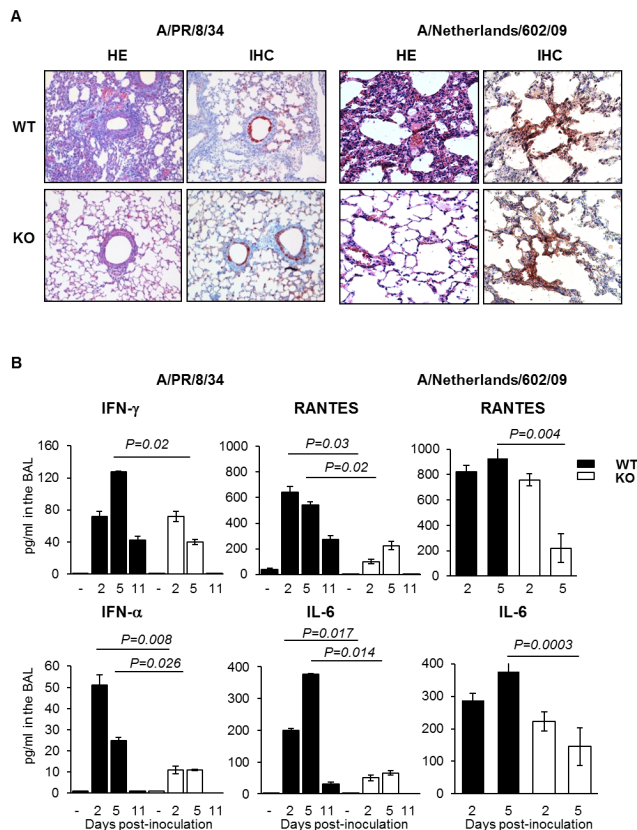 A
A/PR/8/34 A/Netherlands/602/09
HE IHC HE IHC
WT
KO
B
A/PR/8/34 A/Netherlands/602/09
IFN-γ RANTES RANTES
pg/ml in the BAL
160
120
80
40
0
P=0.02
- 2 5 11 - 2 5 11
1000
800
600
400
200
0
P=0.03
P=0.02
- 2 5 11 - 2 5 11
1000
800
600
400
200
0
P=0.004
2 5 2 5
WT
KO
IFN-α IL-6 IL-6
pg/ml in the BAL
60
50
40
30
20
10
0
P=0.008
P=0.026
- 2 5 11 - 2 5 11
Days post-inoculation
400
300
200
100
0
P=0.017
P=0.014
- 2 5 11 - 2 5 11
Days post-inoculation
400
300
200
100
0
P=0.0003
2 5 2 5
Days post-inoculation